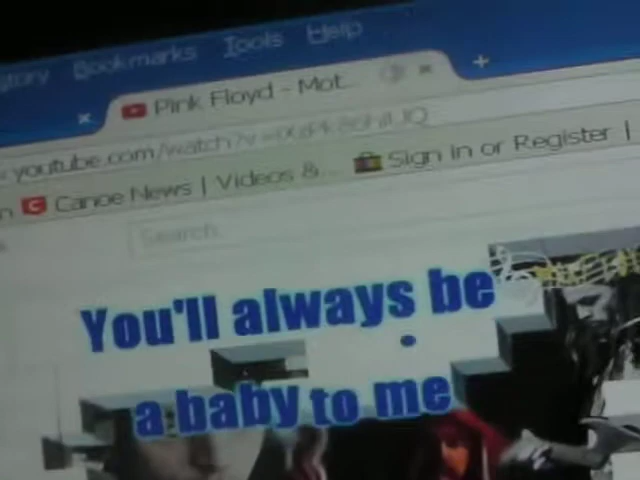 Bookmarks Tools Help
Pink Floyd - Mot...
youtube.com/watch?v
Canoe News | Videos &... Sign in or Register |
Search
You'll always be
a baby to me